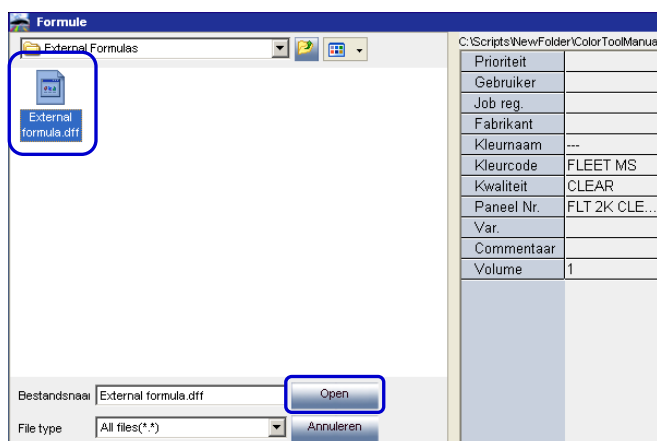 Formule
External Formulas
External
formula.dff
Bestandsnaar External formula.dff Open
File type All files(*.*) Annuleren
C:\Scripts\NewFolder\ColorToolManua
Prioriteit
Gebruiker
Job reg.
Fabrikant
Kleurnaam ---
Kleurcode FLEET MS
Kwaliteit CLEAR
Paneel Nr. FLT 2K CLE...
Var.
Commentaar
Volume 1